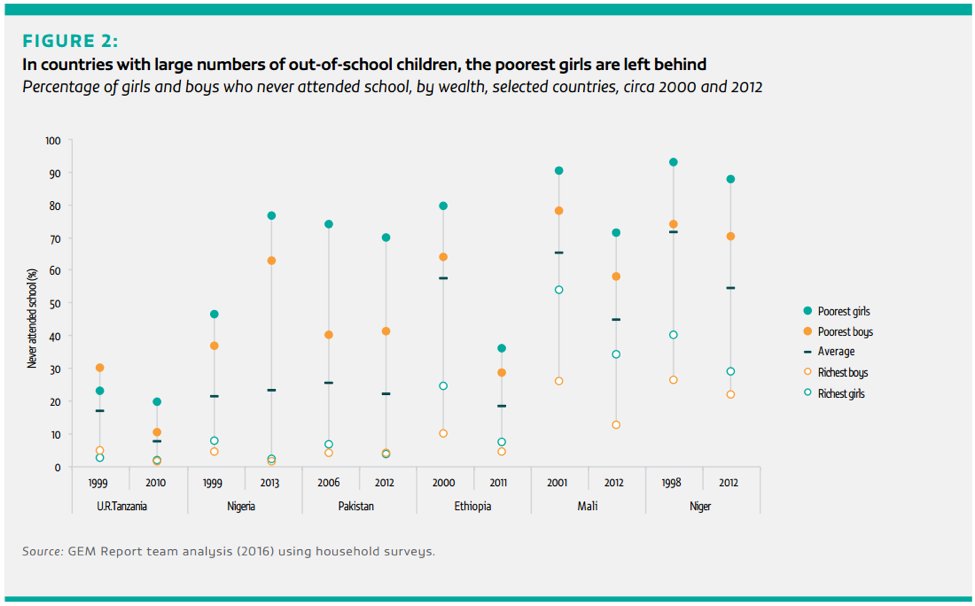 FIGURE 2:
In countries with large numbers of out-of-school children, the poorest girls are left behind
Percentage of girls and boys who never attended school, by wealth, selected countries, circa 2000 and 2012
Never attended school (%)
100
90
80
70
60
50
40
30
20
10
0
Poorest girls
Poorest boys
Average
Richest boys
Richest girls
1999 2010 1999 2013 2006 2012 2000 2011 2001 2012 1998 2012
U.R.Tanzania Nigeria Pakistan Ethiopia Mali Niger
Source: GEM Report team analysis (2016) using household surveys.